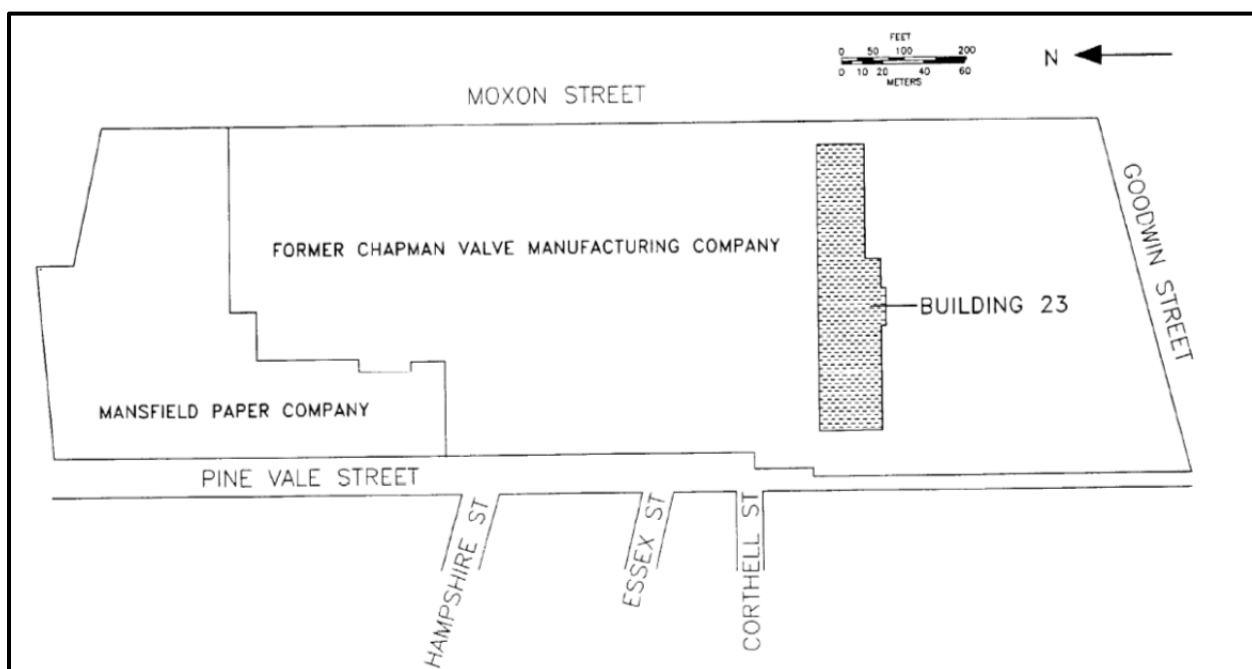 FEET
0 50 100 200
0 10 20 40 60
METERS
N
MOXON STREET
GOODWIN STREET
FORMER CHAPMAN VALVE MANUFACTURING COMPANY
BUILDING 23
MANSFIELD PAPER COMPANY
PINE VALE STREET
HAMPSHIRE ST
ESSEX ST
CORTHELL ST